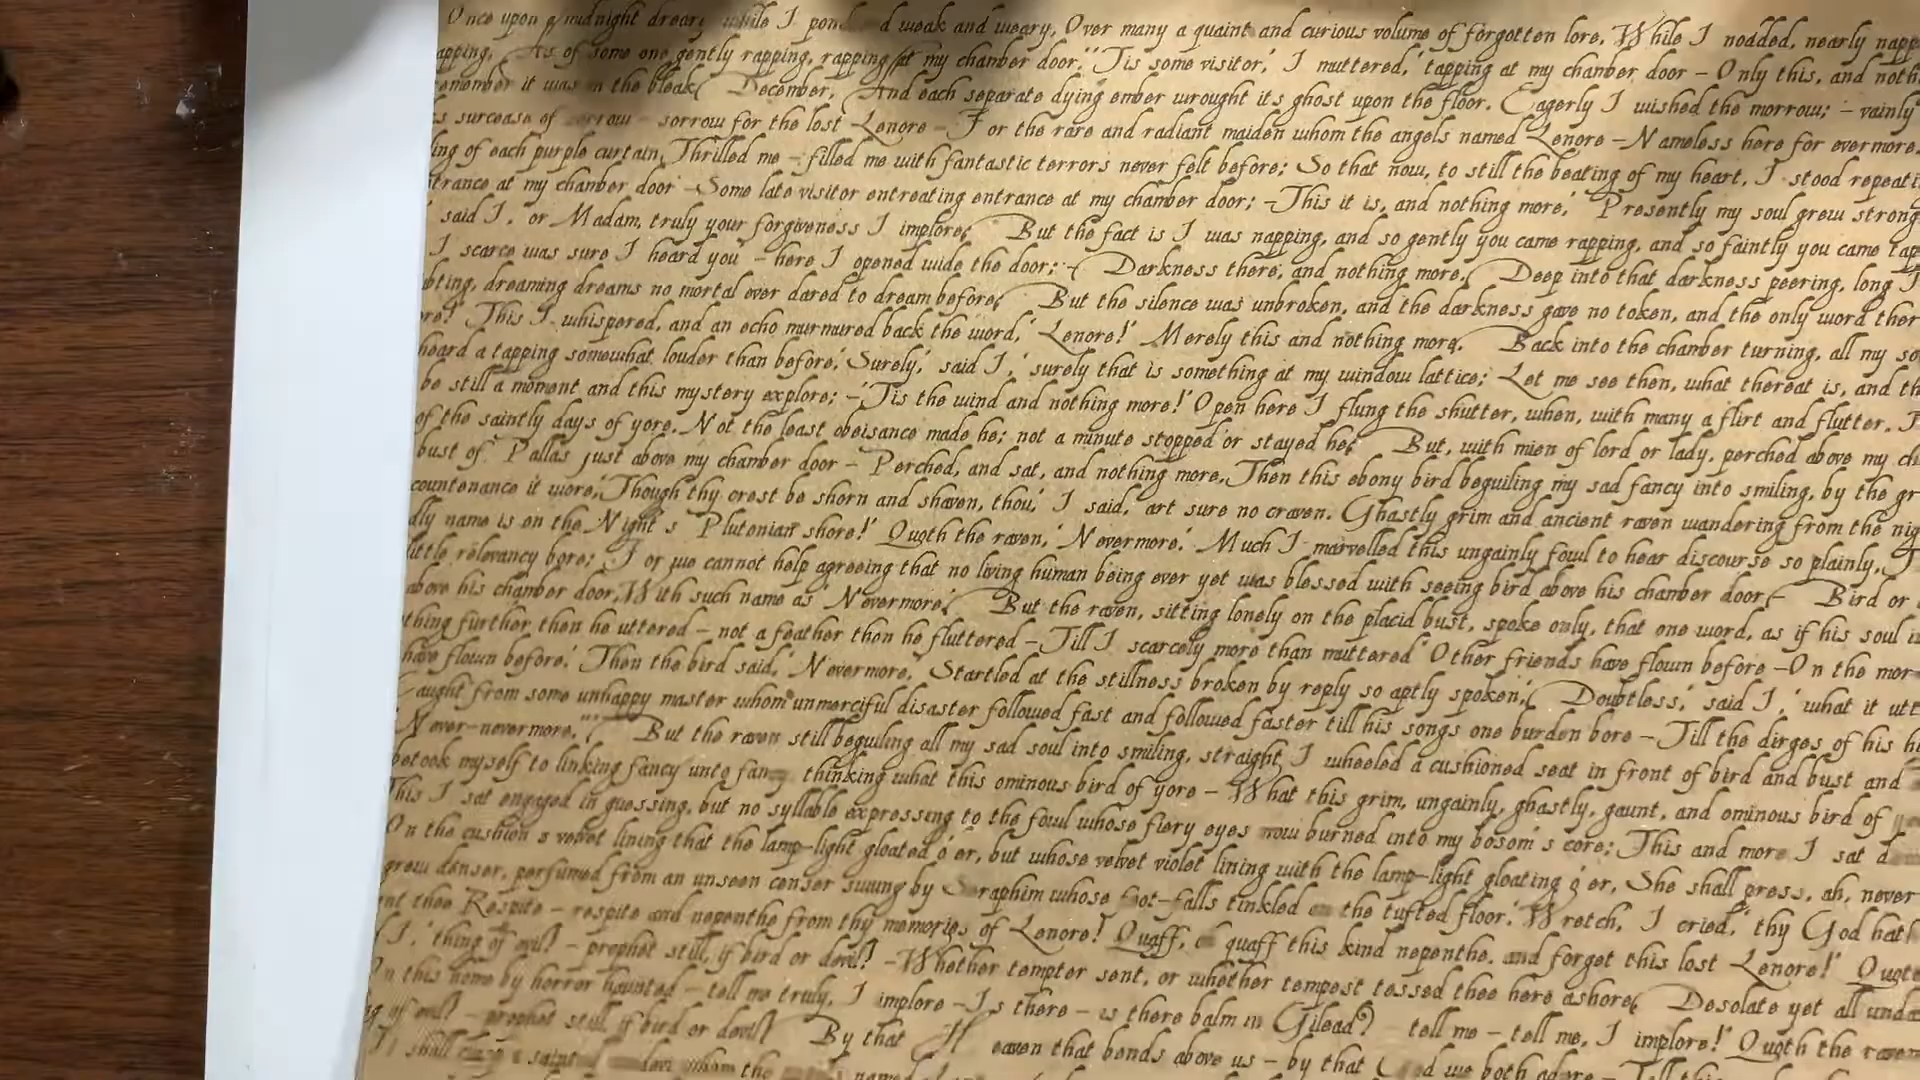 Once upon a midnight dreary while I pond d weak and weary, Over many a quaint and curious volume of forgotten lore, While I nodded, nearly napp
apping, As of some one gently rapping, rapping at my chamber door. 'Tis some visitor,' I muttered, 'tapping at my chamber door - Only this, and noth
emember it was in the bleak December, And each separate dying ember wrought its ghost upon the floor. Eagerly I wished the morrow; - vainly
s surcease of sorrow - sorrow for the lost Lenore - For the rare and radiant maiden whom the angels named Lenore - Nameless here for evermore.
ling of each purple curtain Thrilled me - filled me with fantastic terrors never felt before; So that now, to still the beating of my heart, I stood repeati
trance at my chamber door - Some late visitor entreating entrance at my chamber door; - This it is, and nothing more,' Presently my soul grew strong
' said I, or Madam, truly your forgiveness I implore; But the fact is I was napping, and so gently you came rapping, and so faintly you came tap
I scarce was sure I heard you - here I opened wide the door; - Darkness there, and nothing more. Deep into that darkness peering, long I
bting, dreaming dreams no mortal ever dared to dream before; But the silence was unbroken, and the darkness gave no token, and the only word ther
ore!' This I whispered, and an echo murmured back the word, 'Lenore!' Merely this and nothing more. Back into the chamber turning, all my so
heard a tapping somewhat louder than before. 'Surely,' said I, 'surely that is something at my window lattice; Let me see then, what thereat is, and th
be still a moment and this mystery explore; - 'Tis the wind and nothing more!' Open here I flung the shutter, when, with many a flirt and flutter, I
of the saintly days of yore. Not the least obeisance made he; not a minute stopped or stayed he; But, with mien of lord or lady, perched above my ch
bust of Pallas just above my chamber door - Perched, and sat, and nothing more. Then this ebony bird beguiling my sad fancy into smiling, by the gr
countenance it wore, 'Though thy crest be shorn and shaven, thou,' I said, 'art sure no craven. Ghastly grim and ancient raven wandering from the nig
dly name is on the Night's Plutonian shore!' Quoth the raven, 'Nevermore.' Much I marvelled this ungainly fowl to hear discourse so plainly, T
ittle relevancy bore; For we cannot help agreeing that no living human being ever yet was blessed with seeing bird above his chamber door - Bird or
above his chamber door, With such name as 'Nevermore.' But the raven, sitting lonely on the placid bust, spoke only, that one word, as if his soul i
thing further then he uttered - not a feather then he fluttered - Till I scarcely more than muttered 'Other friends have flown before - On the mor
have flown before.' Then the bird said, 'Nevermore.' Startled at the stillness broken by reply so aptly spoken, 'Doubtless,' said I, 'what it utt
Caught from some unhappy master whom unmerciful disaster followed fast and followed faster till his songs one burden bore - Till the dirges of his h
'Never-nevermore."' But the raven still beguiling all my sad soul into smiling, straight I wheeled a cushioned seat in front of bird and bust and
betook myself to linking fancy unto fan thinking what this ominous bird of yore - What this grim, ungainly, ghastly, gaunt, and ominous bird of
This I sat engaged in guessing, but no syllable expressing to the fowl whose fiery eyes now burned into my bosom's core; This and more I sat d
On the cushion's velvet lining that the lamp-light gloated o'er, but whose velvet violet lining with the lamp-light gloating o'er, She shall press, ah, never
grew denser, perfumed from an unseen censer swung by Seraphim whose foot-falls tinkled on the tufted floor. 'Wretch, I cried, 'thy God hath
nt thee Respite - respite and nepenthe from thy memories of Lenore! Quaff, oh quaff this kind nepenthe, and forget this lost Lenore!' Quot
I, 'thing of evil! - prophet still, if bird or devil! - Whether tempter sent, or whether tempest tossed thee here ashore, Desolate yet all unda
On this home by horror haunted - tell me truly, I implore - Is there - is there balm in Gilead? tell me - tell me, I implore!' Quoth the raven
ng of evil! - prophet still, if bird or devil! By that Heaven that bends above us - by that God we both adore - Tell this
I shall clasp a saint whom the named